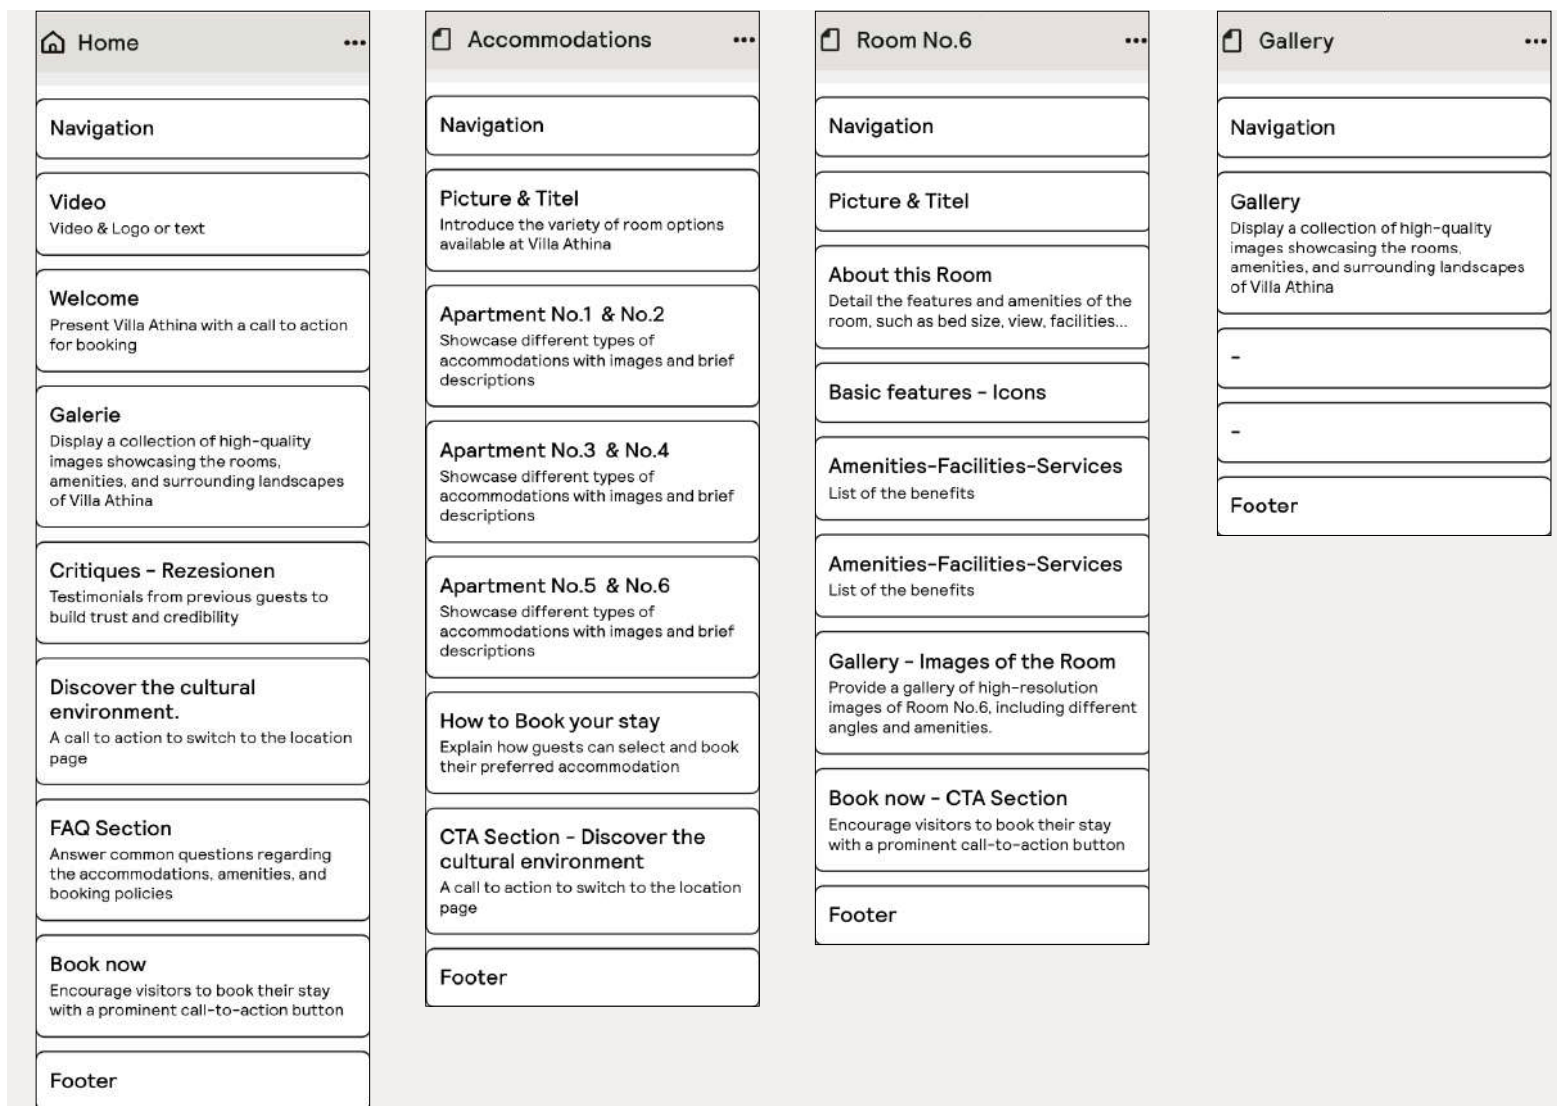 Home
Navigation
Video
Video & Logo or text
Welcome
Present Villa Athina with a call to action
for booking
Galerie
Display a collection of high-quality
images showcasing the rooms,
amenities, and surrounding landscapes
of Villa Athina
Critiques - Rezesionen
Testimonials from previous guests to
build trust and credibility
Discover the cultural
environment.
A call to action to switch to the location
page
FAQ Section
Answer common questions regarding
the accommodations, amenities, and
booking policies
Book now
Encourage visitors to book their stay
with a prominent call-to-action button
Footer
Accommodations
Navigation
Picture & Titel
Introduce the variety of room options
available at Villa Athina
Apartment No.1 & No.2
Showcase different types of
accommodations with images and brief
descriptions
Apartment No.3 & No.4
Showcase different types of
accommodations with images and brief
descriptions
Apartment No.5 & No.6
Showcase different types of
accommodations with images and brief
descriptions
How to Book your stay
Explain how guests can select and book
their preferred accommodation
CTA Section - Discover the
cultural environment
A call to action to switch to the location
page
Footer
Room No.6
Navigation
Picture & Titel
About this Room
Detail the features and amenities of the
room, such as bed size, view, facilities...
Basic features - Icons
Amenities-Facilities-Services
List of the benefits
Amenities-Facilities-Services
List of the benefits
Gallery - Images of the Room
Provide a gallery of high-resolution
images of Room No.6, including different
angles and amenities.
Book now - CTA Section
Encourage visitors to book their stay
with a prominent call-to-action button
Footer
Gallery
Navigation
Gallery
Display a collection of high-quality
images showcasing the rooms,
amenities, and surrounding landscapes
of Villa Athina
-
-
Footer